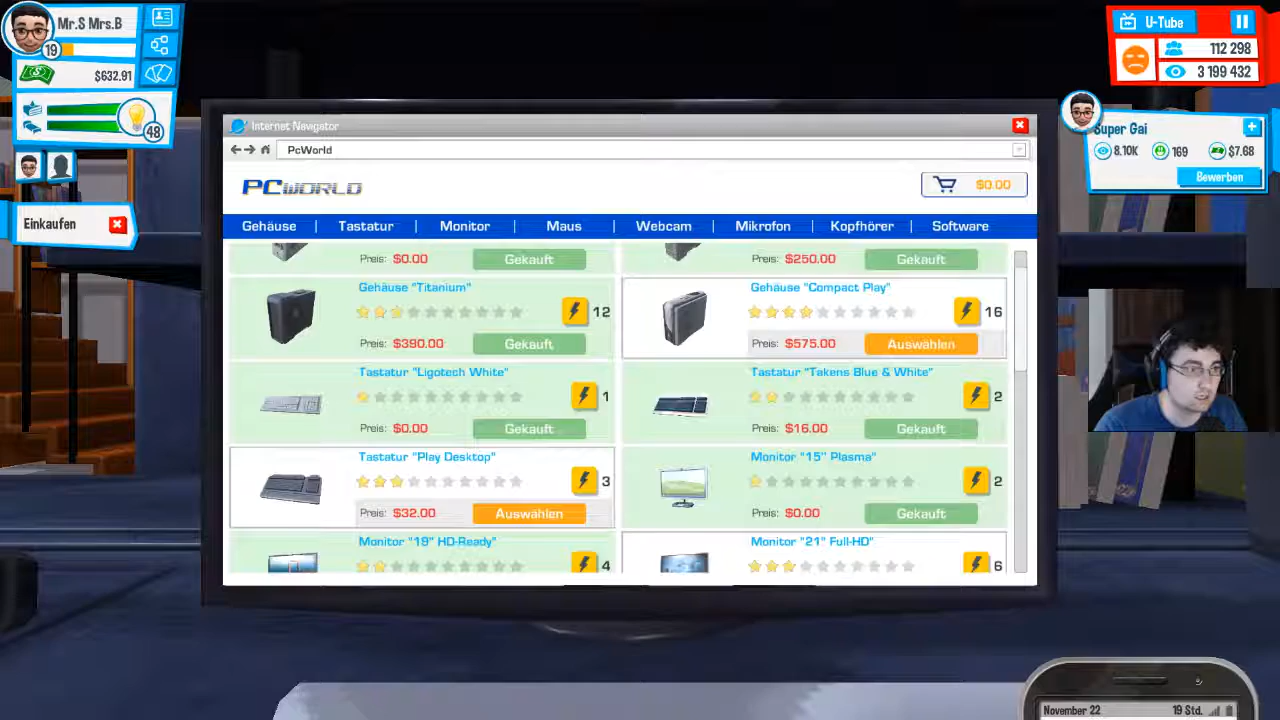 Mr.S Mrs.B
19
$632.91
48
Einkaufen
U-Tube
112 298
3 199 432
Super Gai
8.10K
169
$7.68
Bewerben
Internet Navigator
PcWorld
PCWORLD
$0.00
Gehäuse | Tastatur | Monitor | Maus | Webcam | Mikrofon | Kopfhörer | Software
Preis: $0.00 Gekauft
Preis: $250.00 Gekauft
Gehäuse "Titanium"
12
Preis: $390.00 Gekauft
Gehäuse "Compact Play"
16
Preis: $575.00 Auswählen
Tastatur "Ligotech White"
1
Preis: $0.00 Gekauft
Tastatur "Takens Blue & White"
2
Preis: $16.00 Gekauft
Tastatur "Play Desktop"
3
Preis: $32.00 Auswählen
Monitor "15" Plasma"
2
Preis: $0.00 Gekauft
Monitor "19" HD-Ready"
4
Monitor "21" Full-HD"
6
November 22 19 Std.